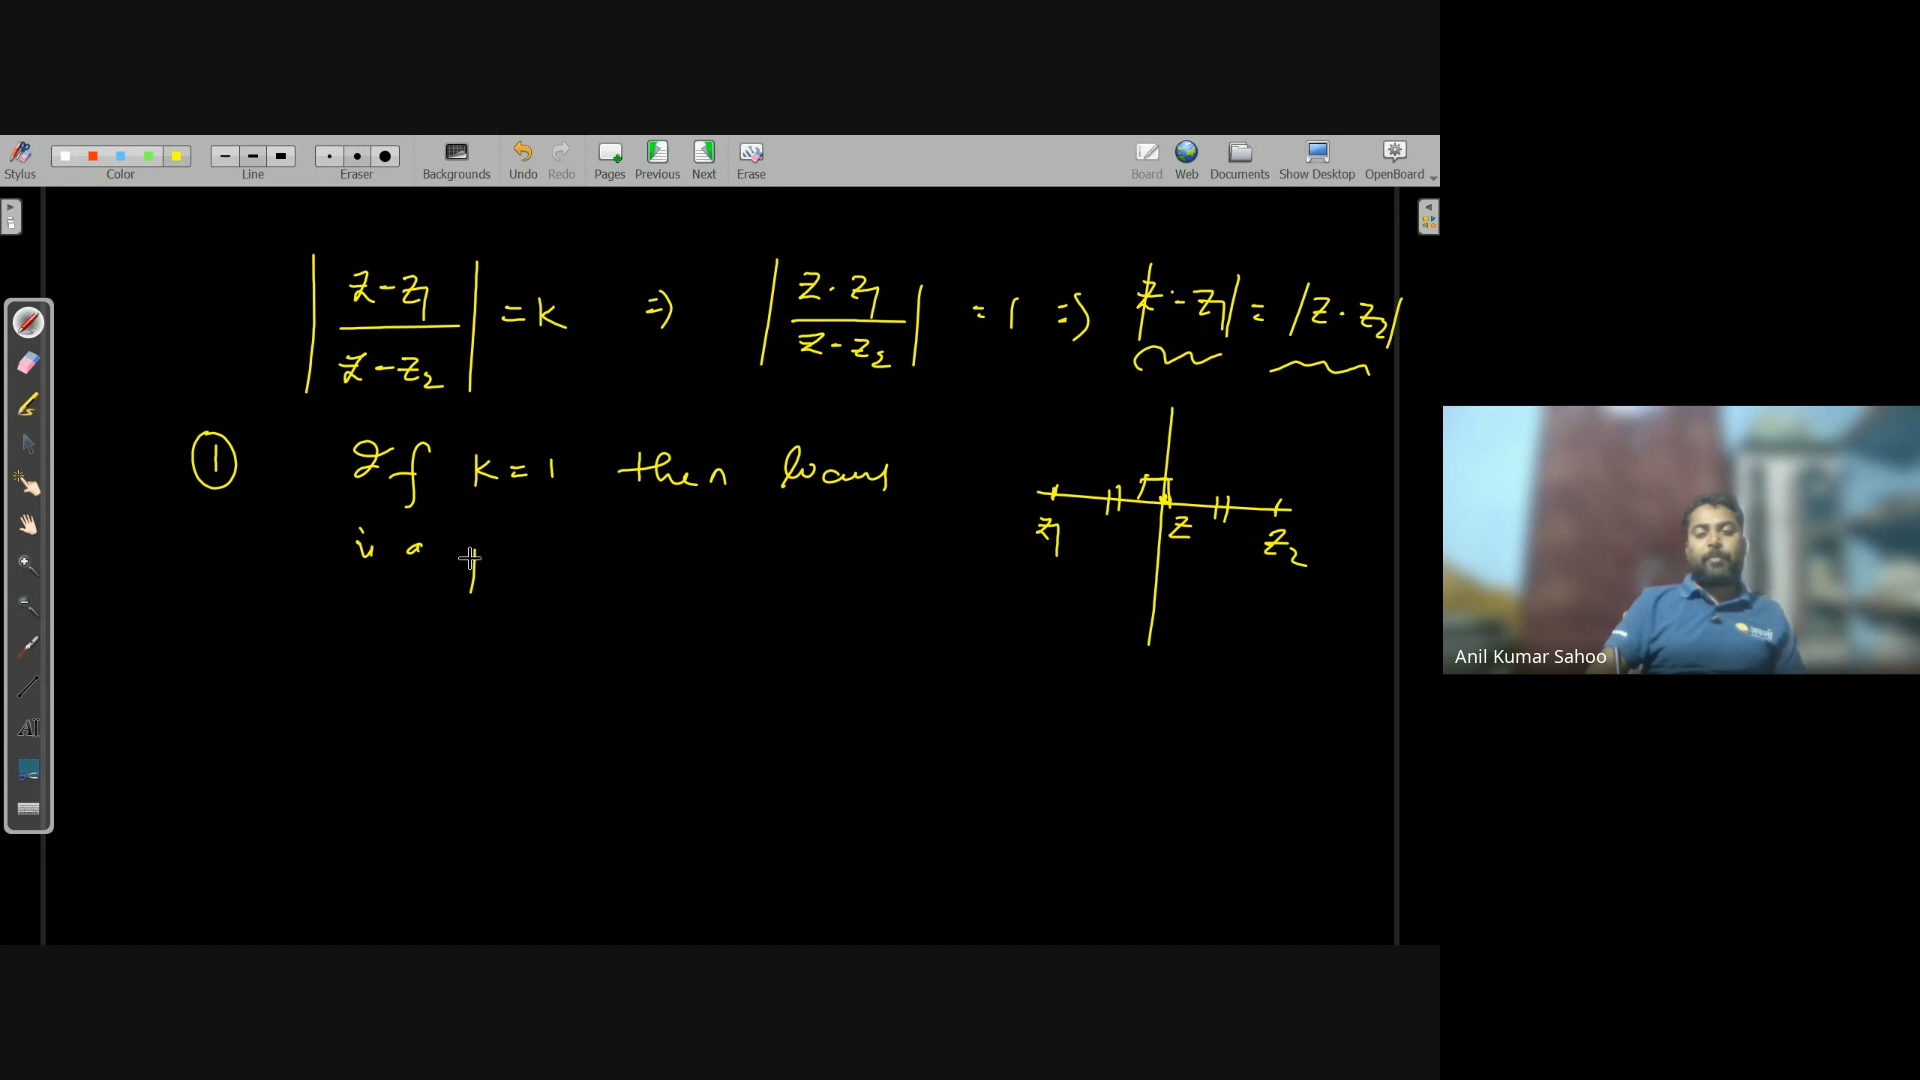 Stylus Color Line Eraser Backgrounds Undo Redo Pages Previous Next Erase Board Web Documents Show Desktop OpenBoard
|z-z1 / z-z2| = k => |z-z1 / z-z2| = 1 => |z-z1| = |z-z2|
① If k=1 then locus
is a p
z1 z z2
AI
Anil Kumar Sahoo